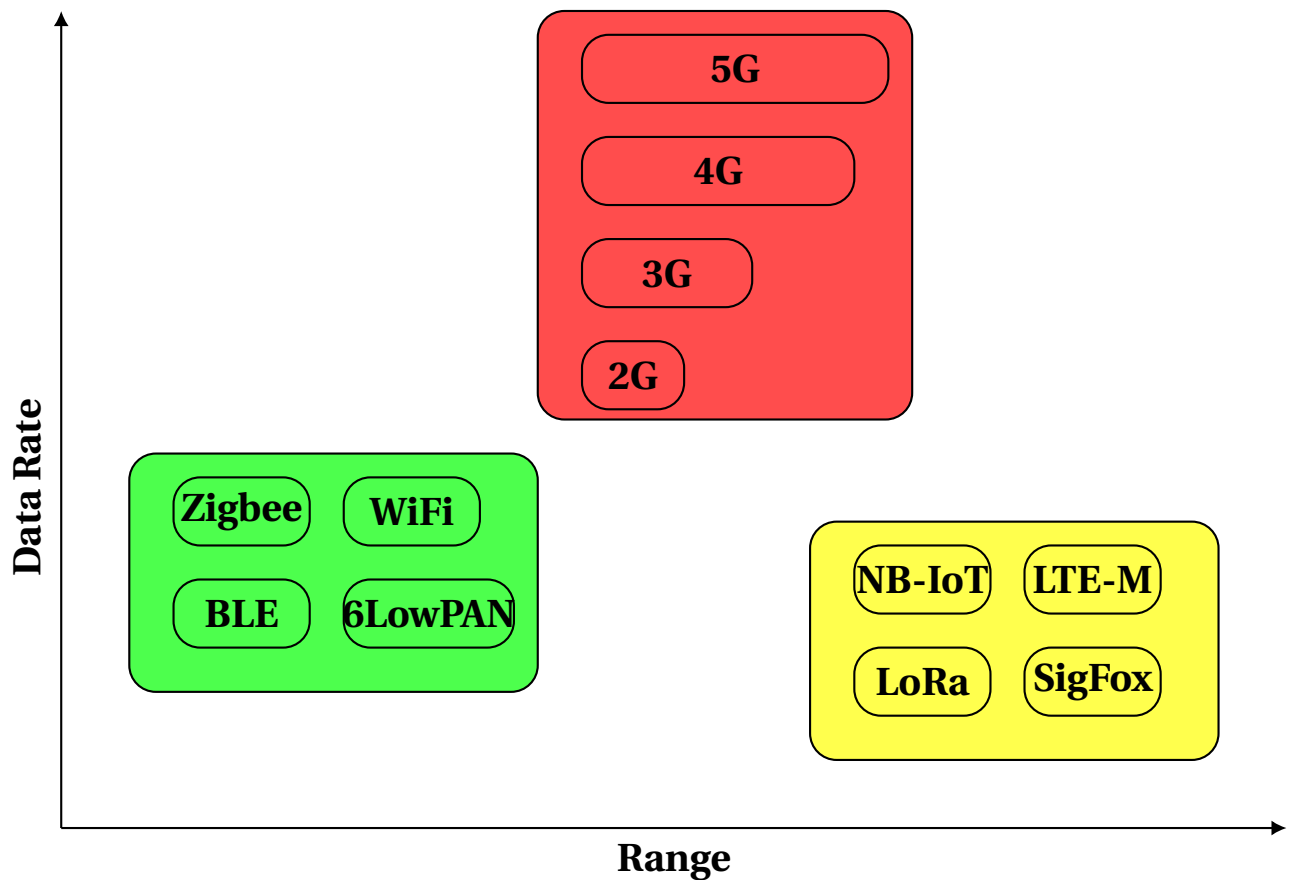 5G
4G
3G
2G
Data Rate
Zigbee
WiFi
BLE
6LowPAN
NB-IoT
LTE-M
LoRa
SigFox
Range